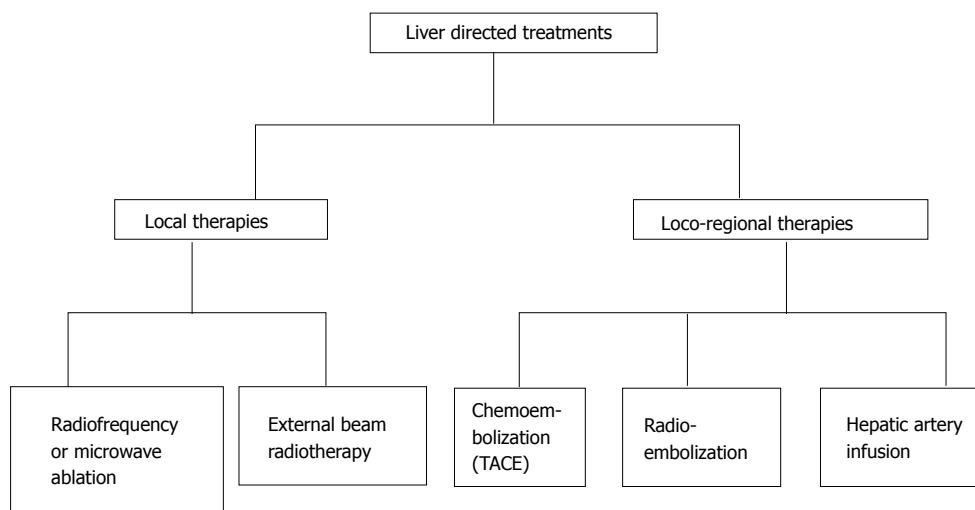 Liver directed treatments
Local therapies
Loco-regional therapies
Radiofrequency
or microwave
ablation
External beam
radiotherapy
Chemoem-
bolization
(TACE)
Radio-
embolization
Hepatic artery
infusion